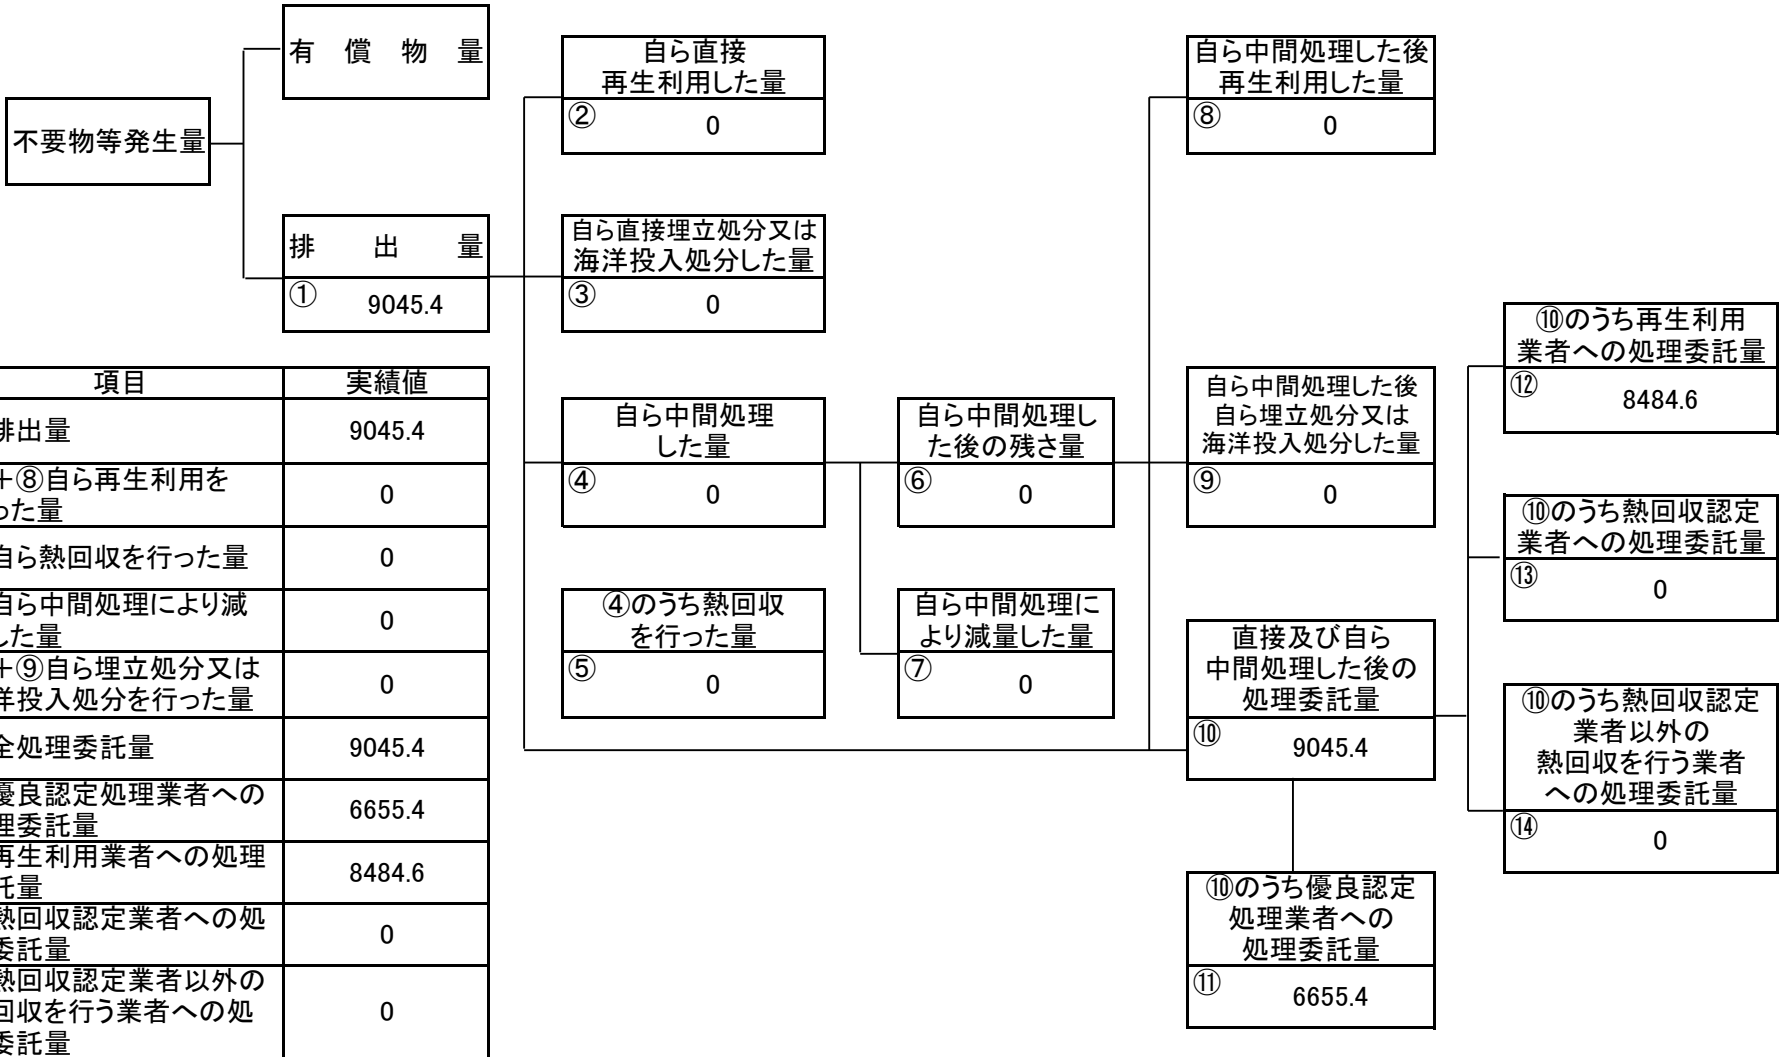 有償物量
不要物等発生量
排出量
①
9045.4
自ら直接
再生利用した量
②
0
自ら直接埋立処分又は
海洋投入処分した量
③
0
自ら中間処理
した量
④
0
④のうち熱回収
を行った量
⑤
0
自ら中間処理し
た後の残さ量
⑥
0
自ら中間処理に
より減量した量
⑦
0
自ら中間処理した後
再生利用した量
⑧
0
自ら中間処理した後
自ら埋立処分又は
海洋投入処分した量
⑨
0
直接及び自ら
中間処理した後の
処理委託量
⑩
9045.4
⑩のうち優良認定
処理業者への
処理委託量
⑪
6655.4
⑩のうち再生利用
業者への処理委託量
⑫
8484.6
⑩のうち熱回収認定
業者への処理委託量
⑬
0
⑩のうち熱回収認定
業者以外の
熱回収を行う業者
への処理委託量
⑭
0
項目 実績値
排出量 9045.4
+⑧自ら再生利用を
った量 0
自ら熱回収を行った量 0
自ら中間処理により減
した量 0
+⑨自ら埋立処分又は
洋投入処分を行った量 0
全処理委託量 9045.4
優良認定処理業者への
理委託量 6655.4
再生利用業者への処理
託量 8484.6
熱回収認定業者への処
委託量 0
熱回収認定業者以外の
回収を行う業者への処
委託量 0